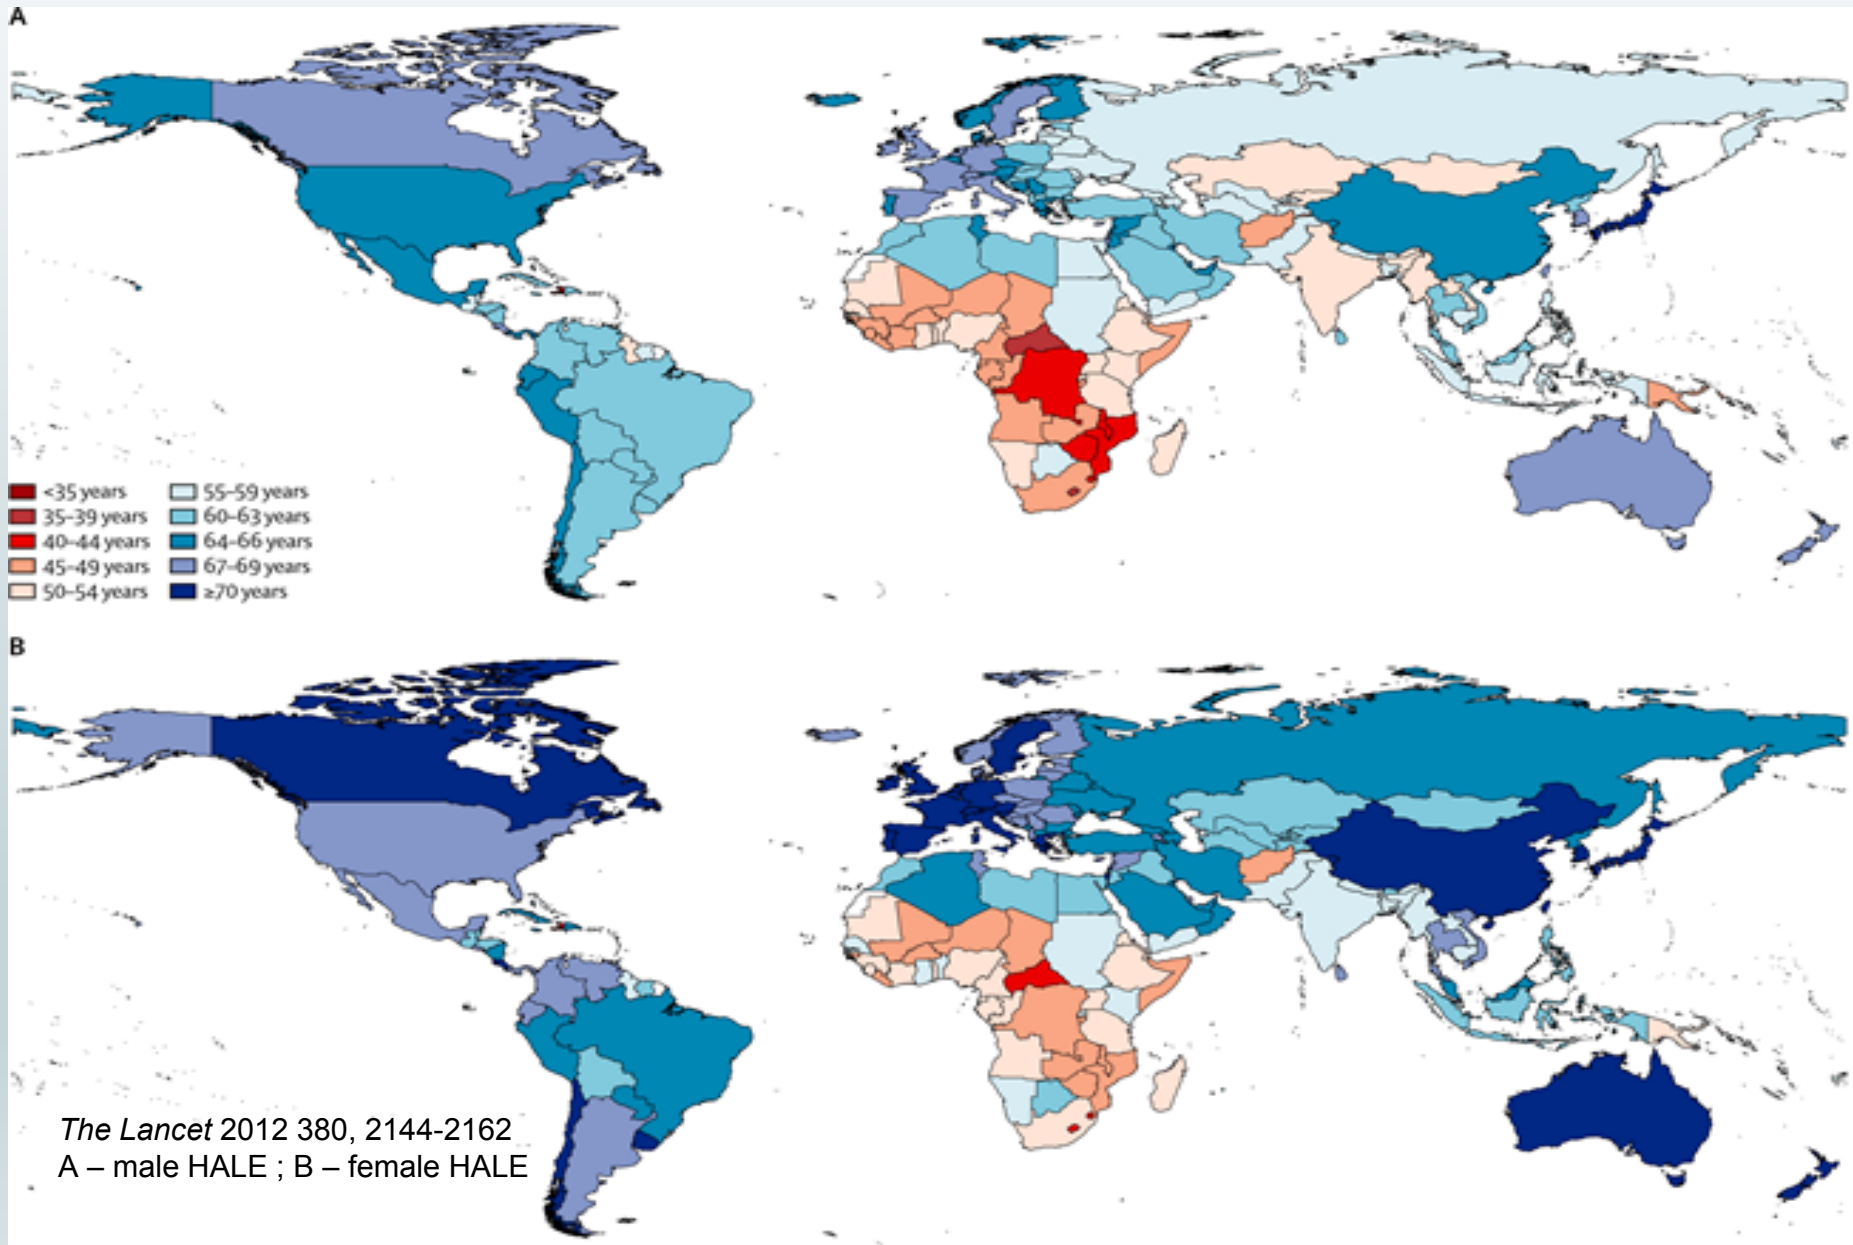 A
<35 years
35–39 years
40–44 years
45–49 years
50–54 years
55–59 years
60–63 years
64–66 years
67–69 years
≥70 years
B
The Lancet 2012 380, 2144-2162
A – male HALE ; B – female HALE